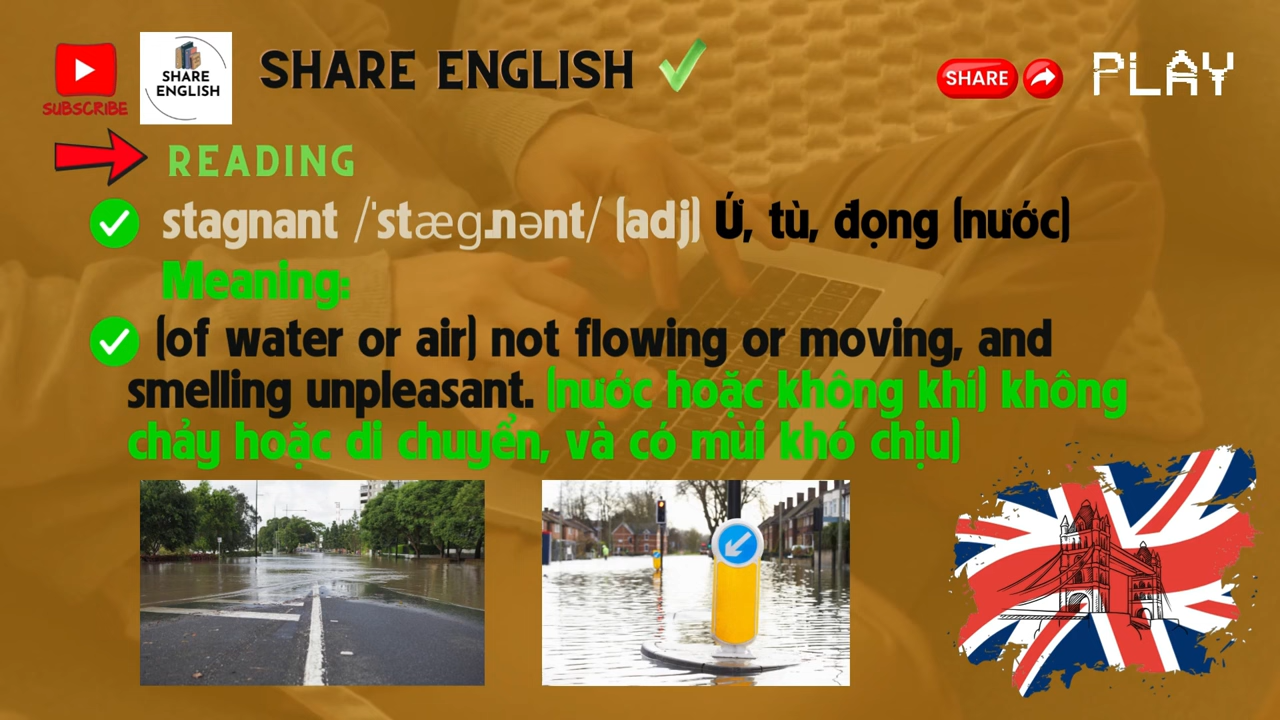 SUBSCRIBE
SHARE
ENGLISH
SHARE ENGLISH
SHARE
PLAY
READING
stagnant /ˈstæɡ.nənt/ (adj) Ứ, tù, đọng (nước)
Meaning:
(of water or air) not flowing or moving, and
smelling unpleasant. (nước hoặc không khí) không
chảy hoặc di chuyển, và có mùi khó chịu)